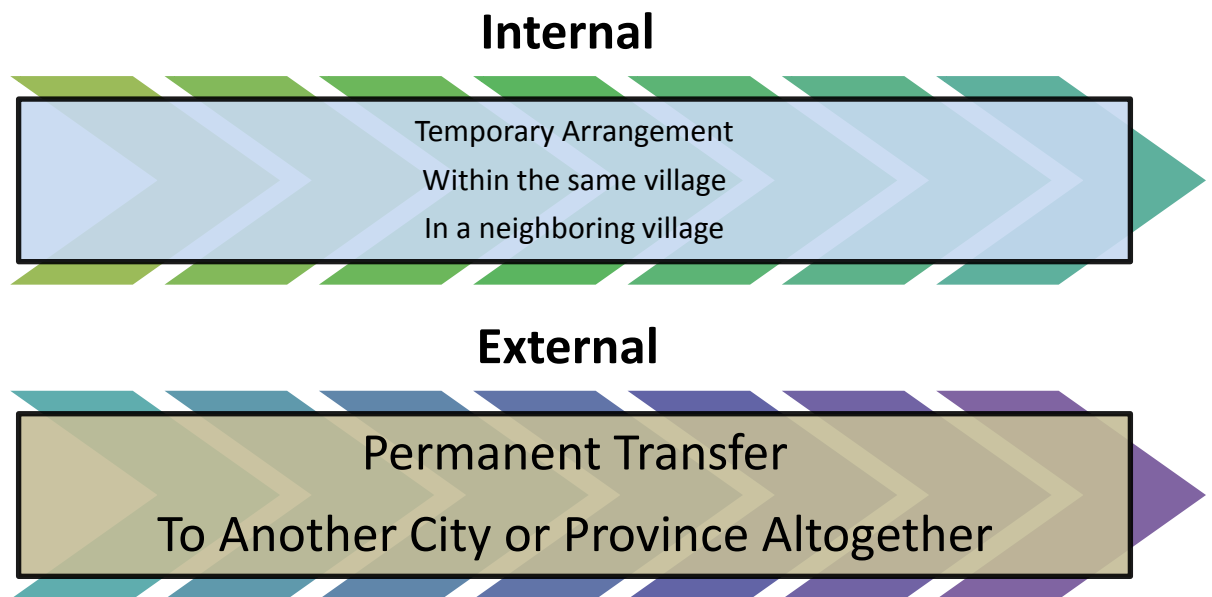 Internal
Temporary Arrangement
Within the same village
In a neighboring village
External
Permanent Transfer
To Another City or Province Altogether